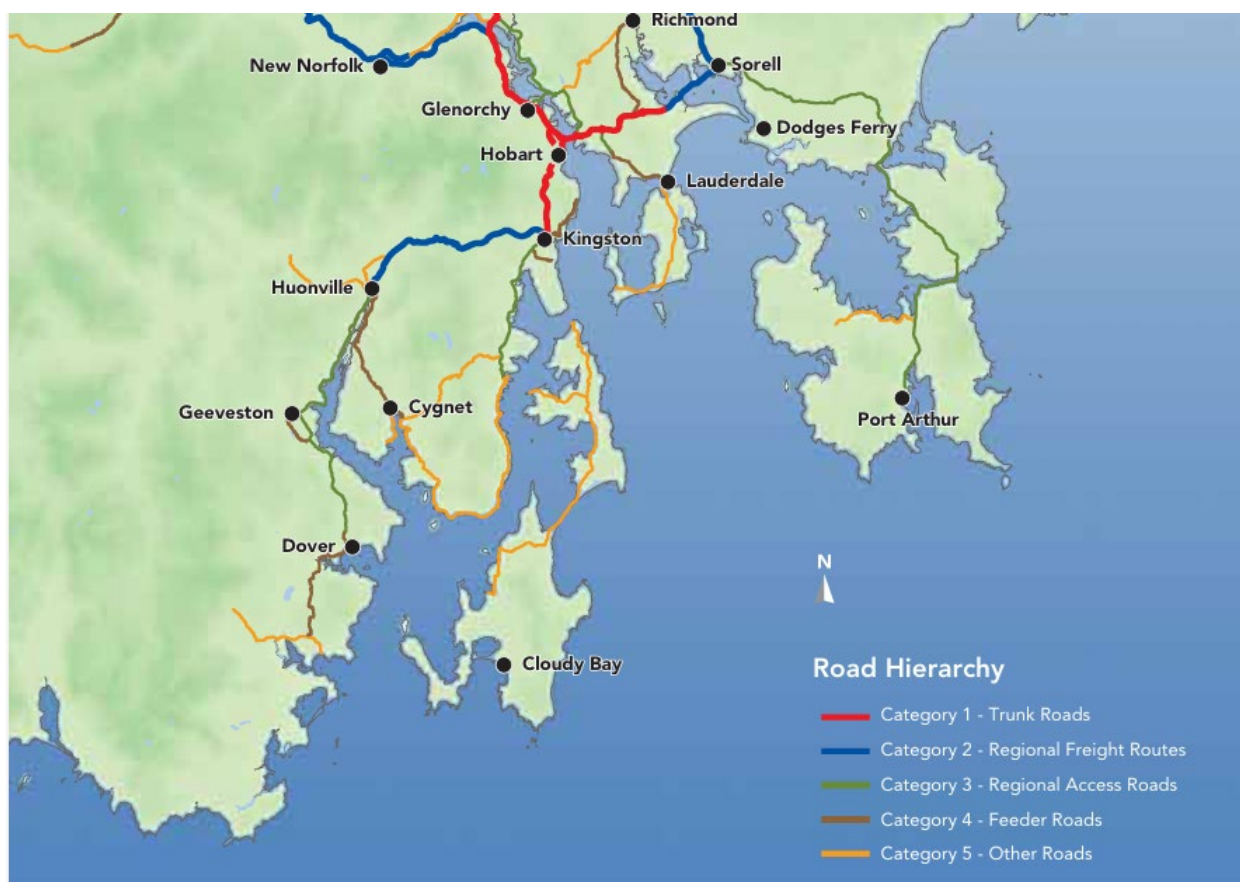 Richmond
New Norfolk
Sorell
Glenorchy
Dodges Ferry
Hobart
Lauderdale
Kingston
Huonville
Geeveston
Cygnet
Port Arthur
Dover
N
Cloudy Bay
Road Hierarchy
Category 1 - Trunk Roads
Category 2 - Regional Freight Routes
Category 3 - Regional Access Roads
Category 4 - Feeder Roads
Category 5 - Other Roads